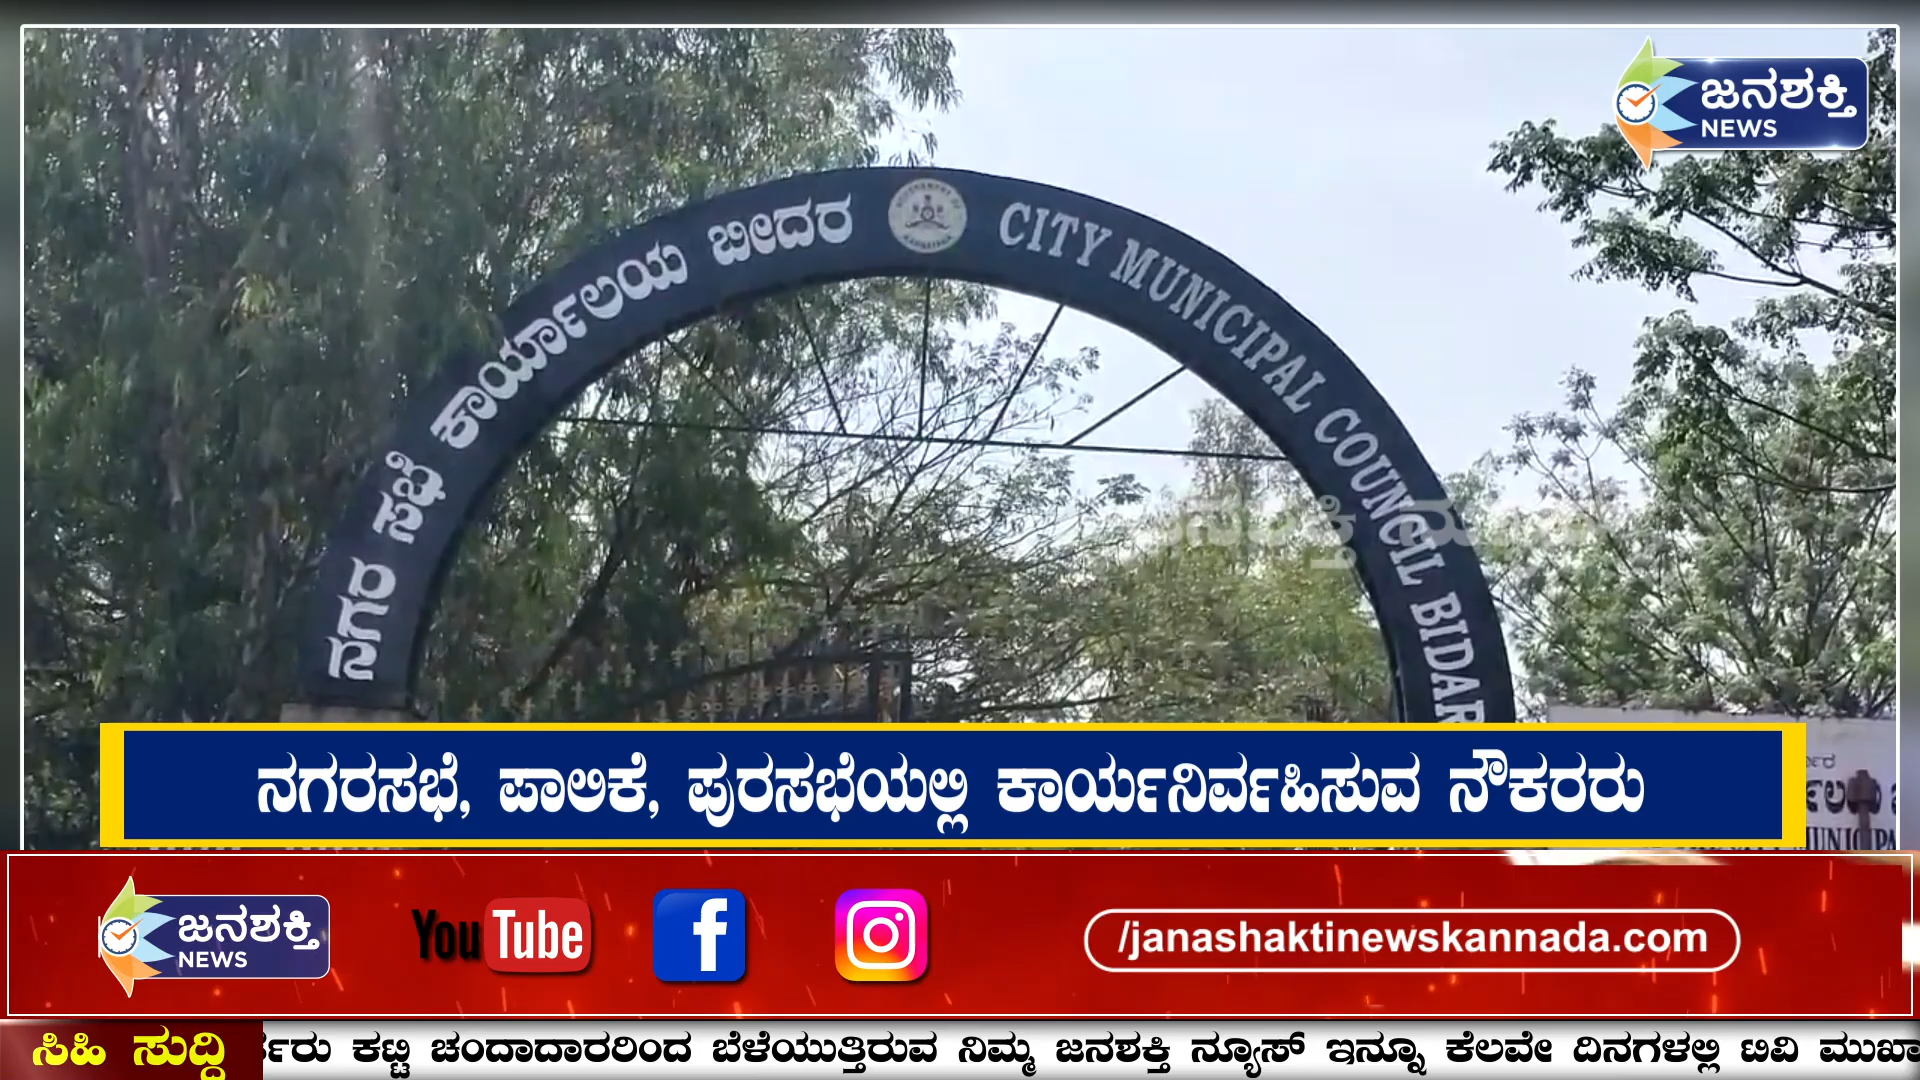 ಜನಶಕ್ತಿ
NEWS
ನಗರ ಸಭೆ ಕಾರ್ಯಾಲಯ ಬೀದರ
CITY MUNICIPAL COUNCIL BIDAR
ನಗರಸಭೆ, ಪಾಲಿಕೆ, ಪುರಸಭೆಯಲ್ಲಿ ಕಾರ್ಯನಿರ್ವಹಿಸುವ ನೌಕರರು
ಜನಶಕ್ತಿ
NEWS
YouTube
/janashaktinewskannada.com
ಸಿಹಿ ಸುದ್ದಿ
ಕಟ್ಟಿ ಚಂದಾದಾರರಿಂದ ಬೆಳೆಯುತ್ತಿರುವ ನಿಮ್ಮ ಜನಶಕ್ತಿ ನ್ಯೂಸ್ ಇನ್ನೂ ಕೆಲವೇ ದಿನಗಳಲ್ಲಿ ಟಿವಿ